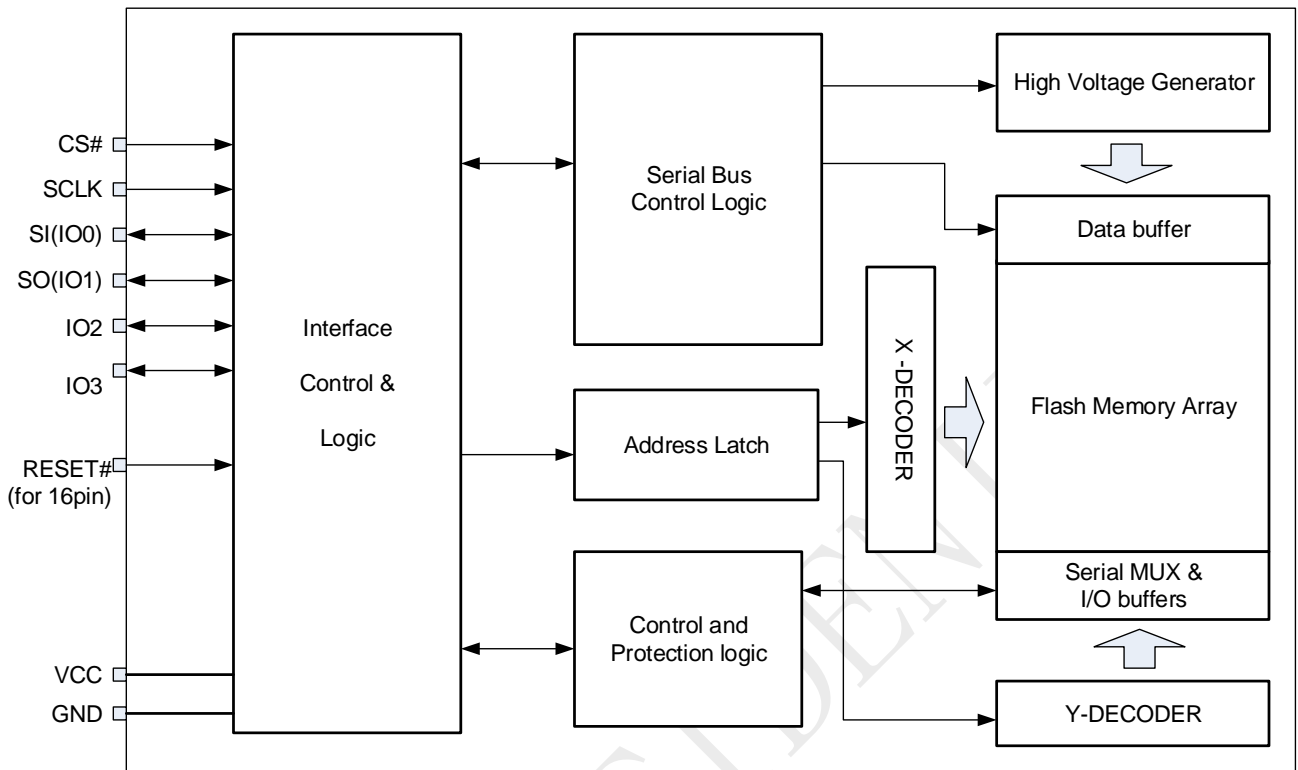 CS#
SCLK
SI(IO0)
SO(IO1)
IO2
IO3
RESET#
(for 16pin)
VCC
GND
Interface
Control &
Logic
Serial Bus
Control Logic
Address Latch
Control and
Protection logic
X -DECODER
High Voltage Generator
Data buffer
Flash Memory Array
Serial MUX &
I/O buffers
Y-DECODER